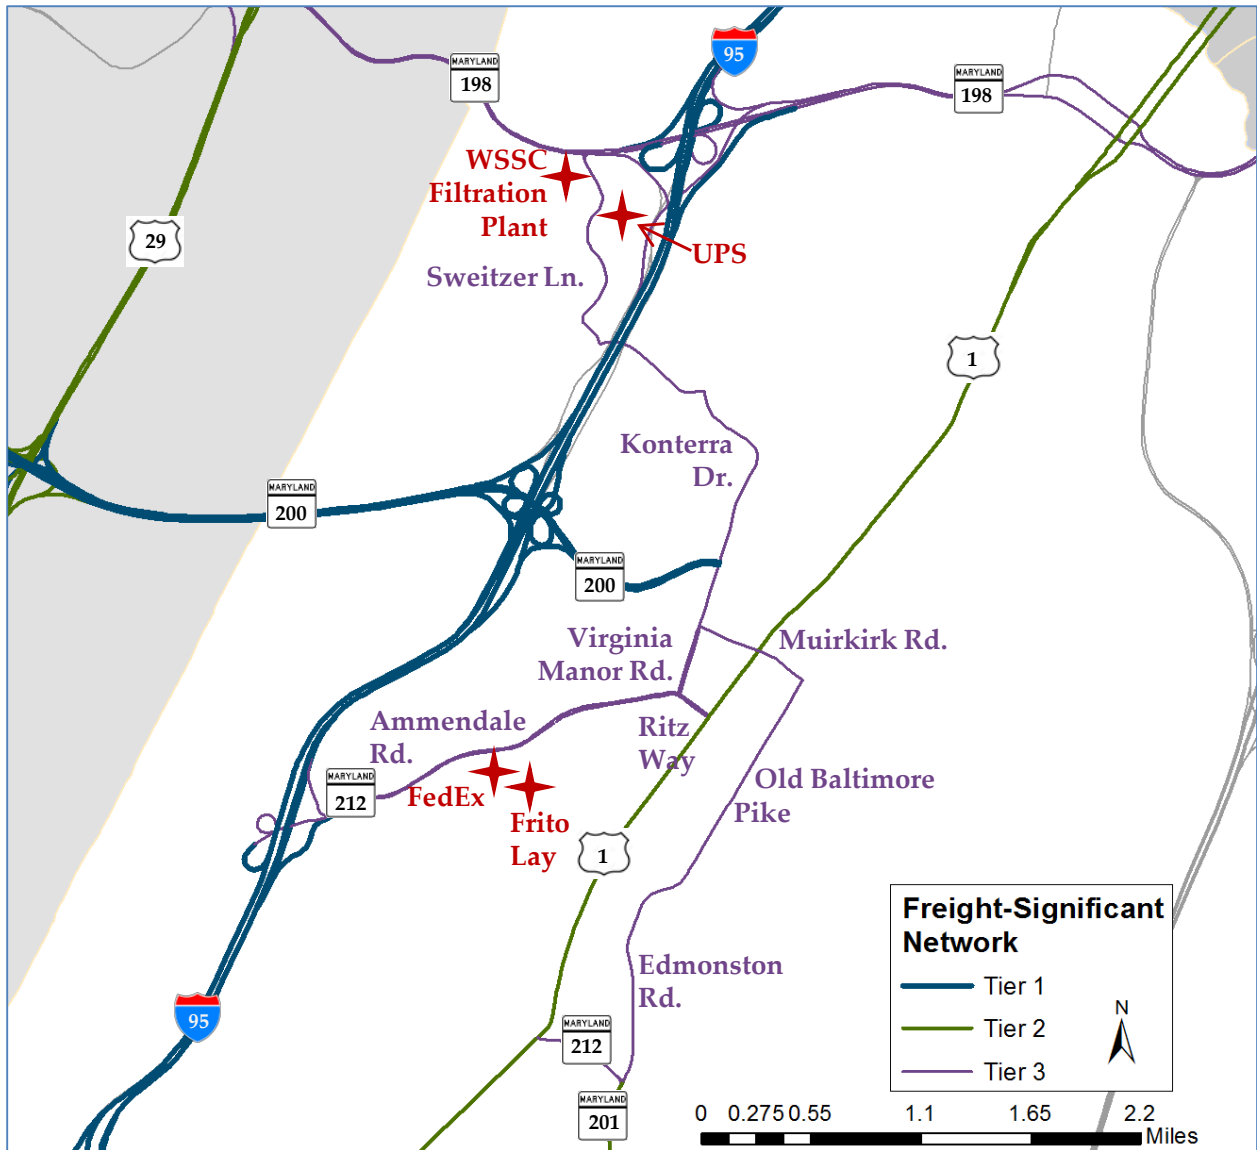 95
MARYLAND
198
MARYLAND
198
WSSC
Filtration
Plant
29
UPS
Sweitzer Ln.
1
Konterra
Dr.
MARYLAND
200
MARYLAND
200
Virginia
Manor Rd.
Muirkirk Rd.
Ammendale
Rd.
Ritz
Way
MARYLAND
212
FedEx
Old Baltimore
Pike
Frito
Lay
1
Freight-Significant
Network
Tier 1
Tier 2
Tier 3
N
Edmonston
Rd.
95
MARYLAND
212
MARYLAND
201
0 0.275 0.55 1.1 1.65 2.2
Miles